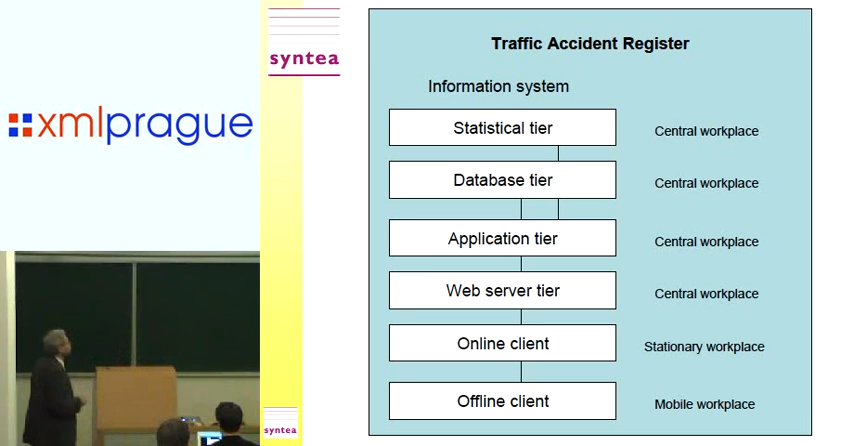 xmlprague
syntea
Traffic Accident Register
Information system
Statistical tier Central workplace
Database tier Central workplace
Application tier Central workplace
Web server tier Central workplace
Online client Stationary workplace
Offline client Mobile workplace
syntea